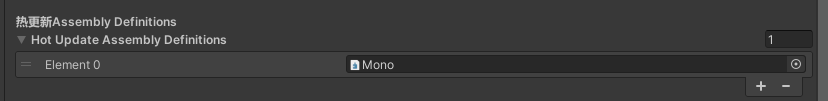 热更新Assembly Definitions
Hot Update Assembly Definitions 1
Element 0 Mono